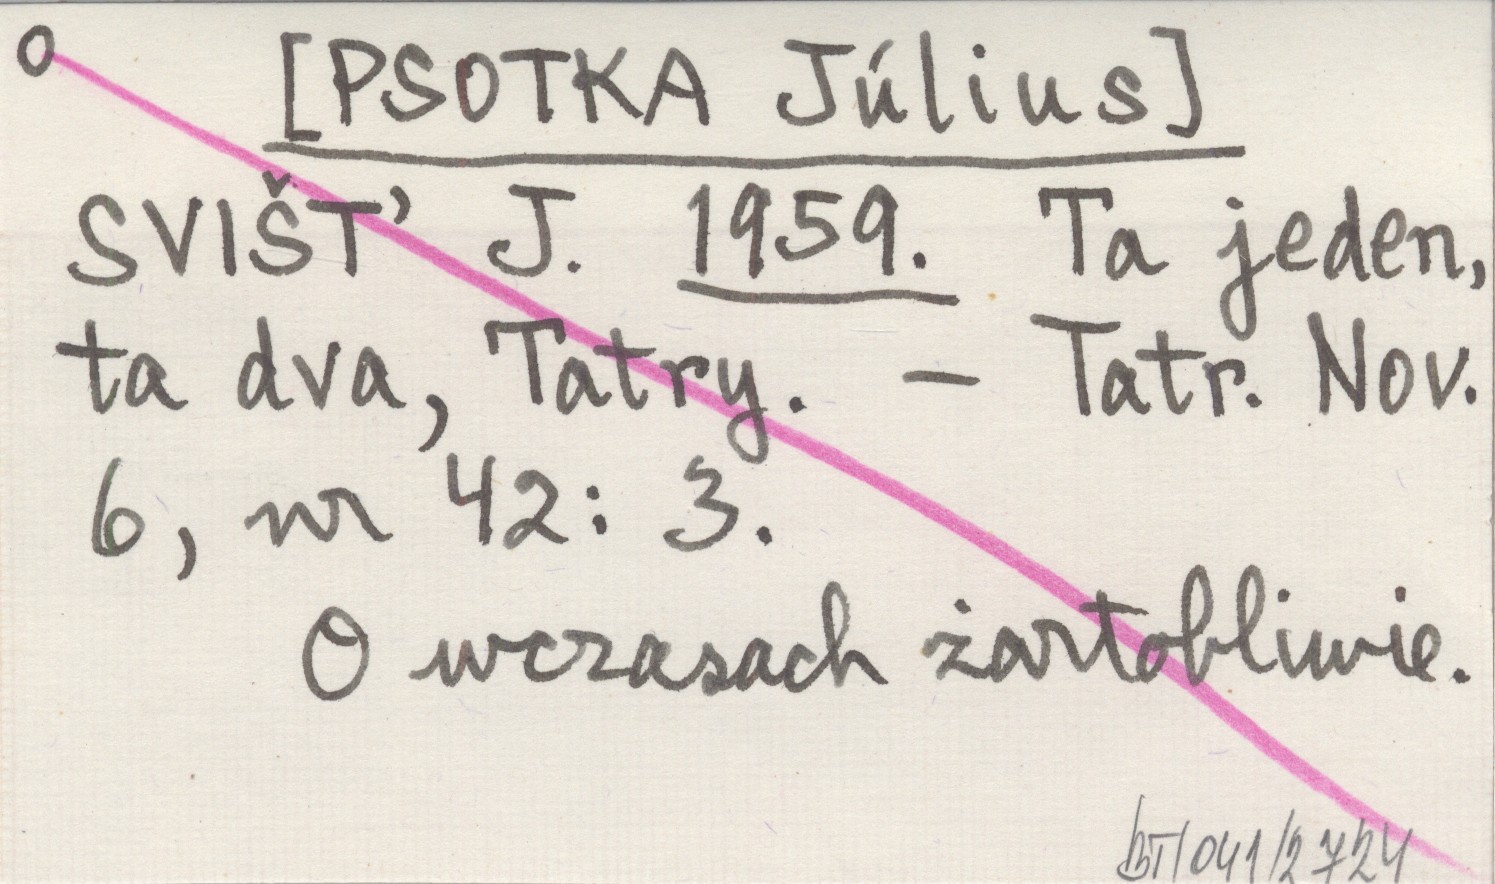 O
[PSOTKA Július]
SVIŠŤ J. 1959. Ta jeden,
ta dva, Tatry. – Tatr. Nov.
6, nr 42: 3.
O wczasach żartobliwie.
BT/041/2724